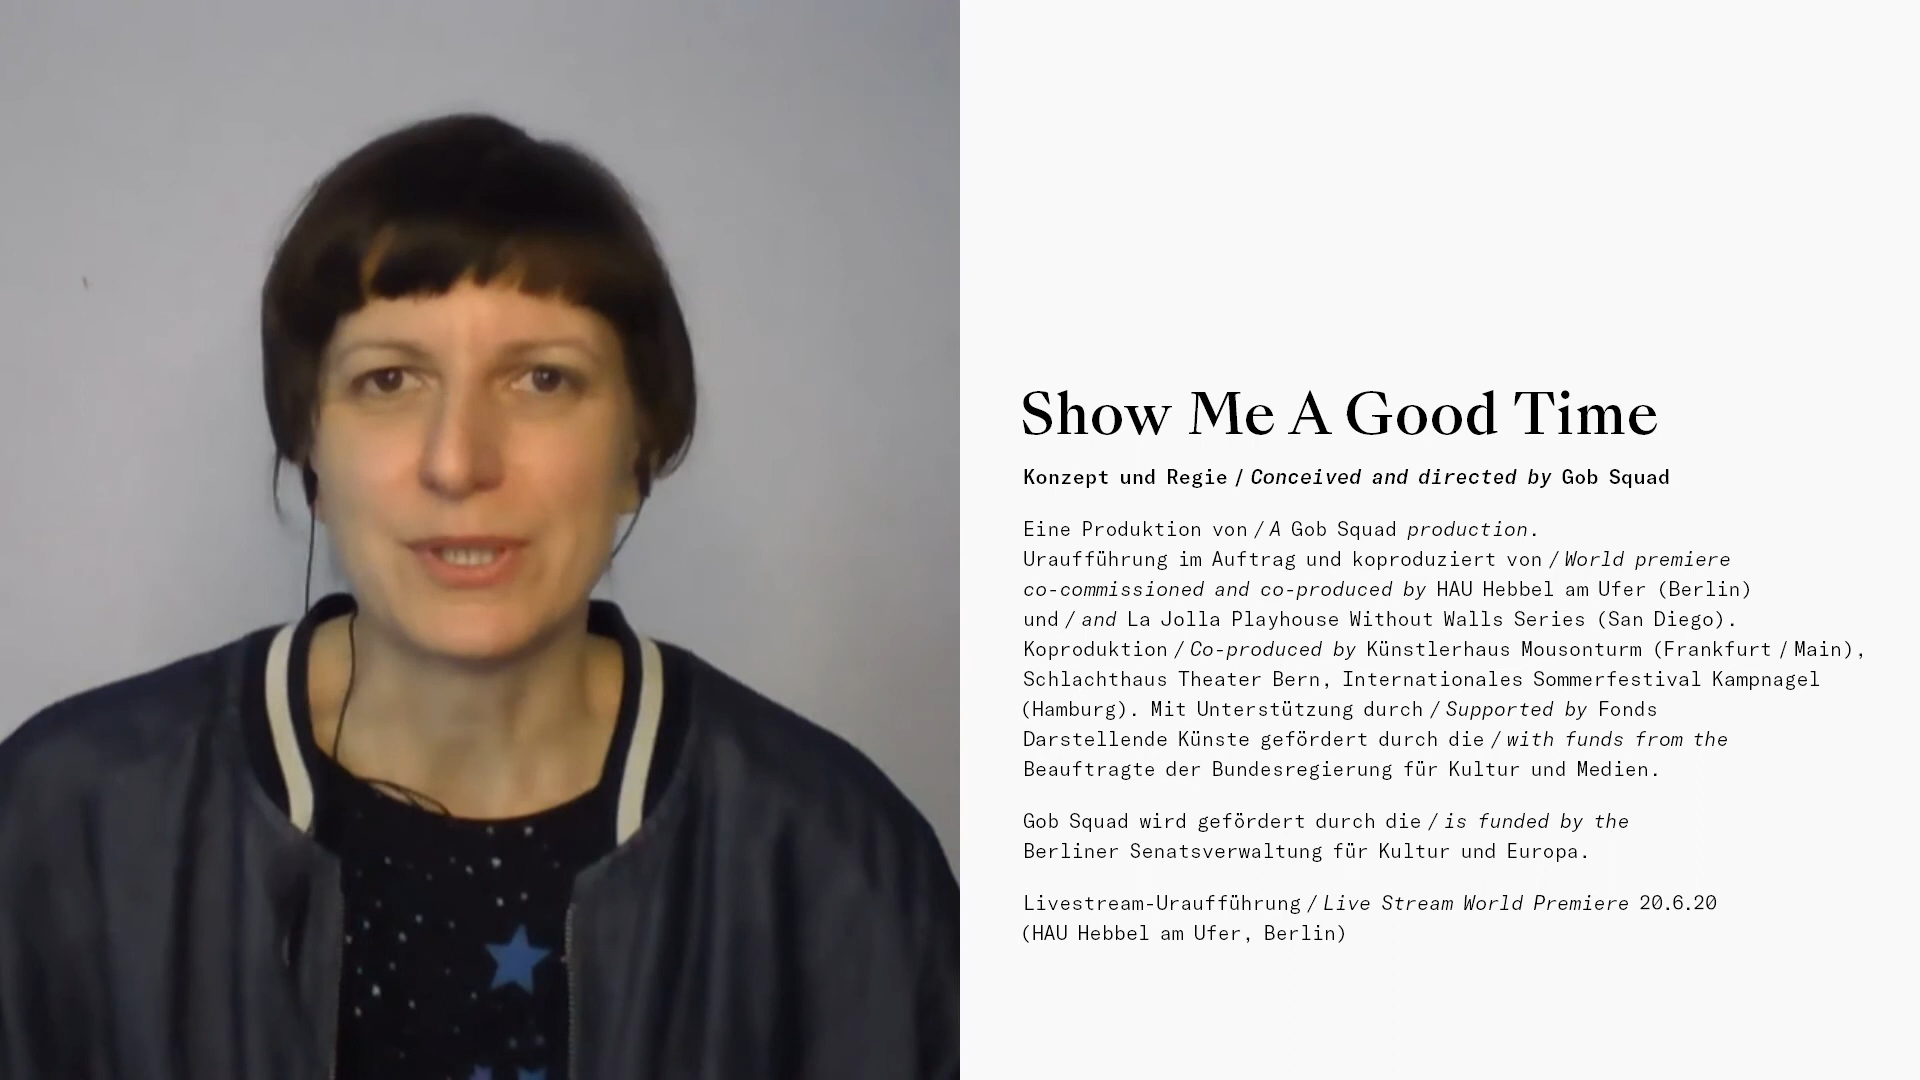 Show Me A Good Time
Konzept und Regie / Conceived and directed by Gob Squad
Eine Produktion von / A Gob Squad production.
Uraufführung im Auftrag und koproduziert von / World premiere
co-commissioned and co-produced by HAU Hebbel am Ufer (Berlin)
und / and La Jolla Playhouse Without Walls Series (San Diego).
Koproduktion / Co-produced by Künstlerhaus Mousonturm (Frankfurt / Main),
Schlachthaus Theater Bern, Internationales Sommerfestival Kampnagel
(Hamburg). Mit Unterstützung durch / Supported by Fonds
Darstellende Künste gefördert durch die / with funds from the
Beauftragte der Bundesregierung für Kultur und Medien.
Gob Squad wird gefördert durch die / is funded by the
Berliner Senatsverwaltung für Kultur und Europa.
Livestream-Uraufführung / Live Stream World Premiere 20.6.20
(HAU Hebbel am Ufer, Berlin)